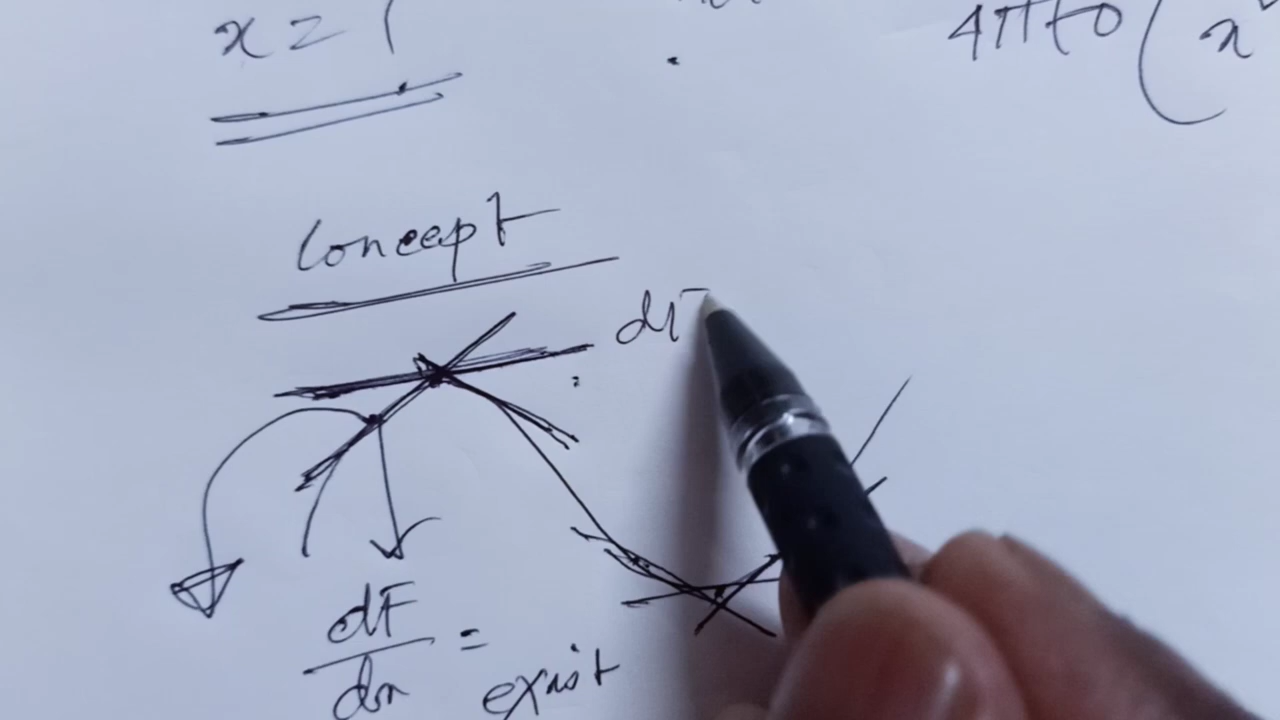 x = 1
4πϵ0 ( x
Concept
dF
dF
dx
=
exist